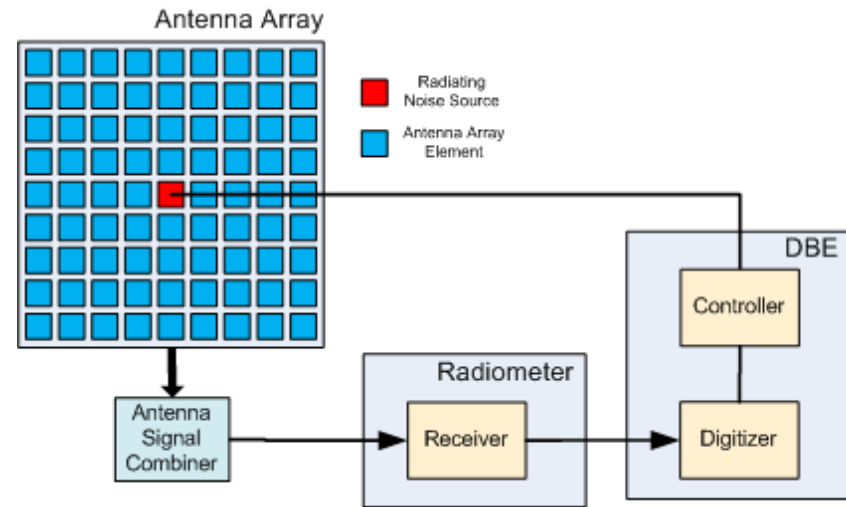 Antenna Array
Radiating
Noise Source
Antenna Array
Element
DBE
Controller
Radiometer
Antenna
Signal
Combiner
Receiver
Digitizer